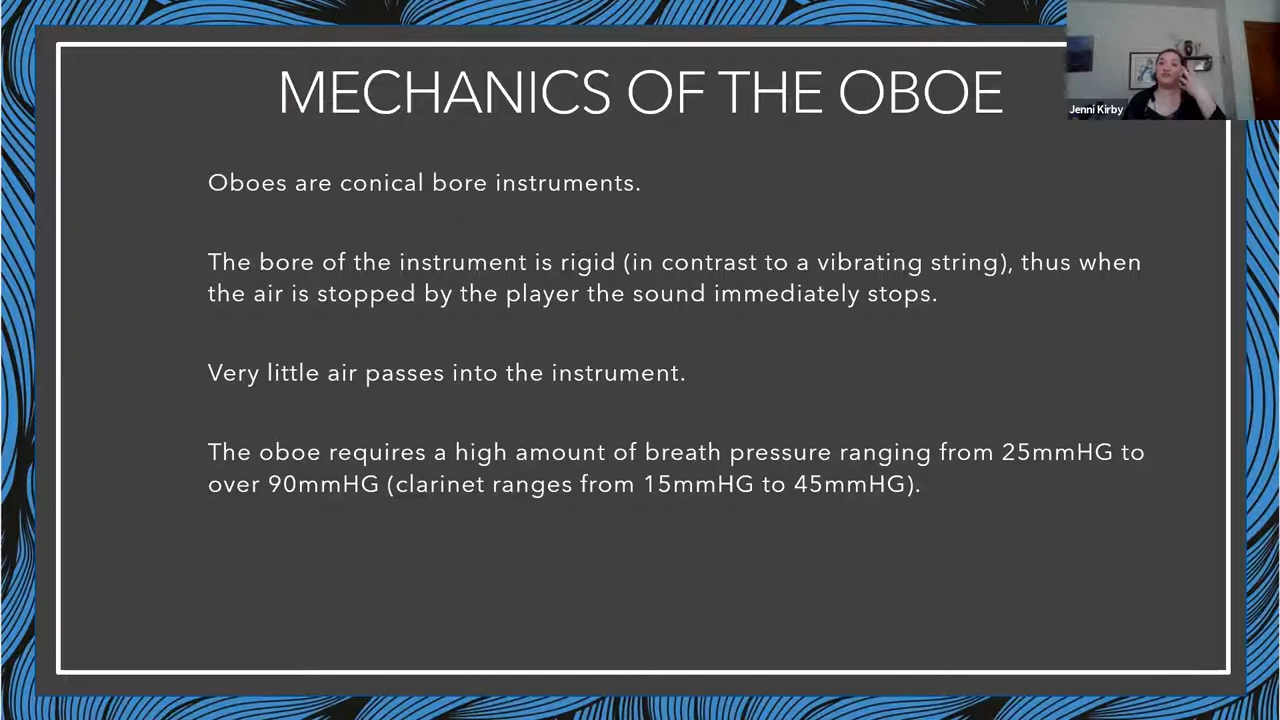 MECHANICS OF THE OBOE
Jenni Kirby
Oboes are conical bore instruments.
The bore of the instrument is rigid (in contrast to a vibrating string), thus when
the air is stopped by the player the sound immediately stops.
Very little air passes into the instrument.
The oboe requires a high amount of breath pressure ranging from 25mmHG to
over 90mmHG (clarinet ranges from 15mmHG to 45mmHG).